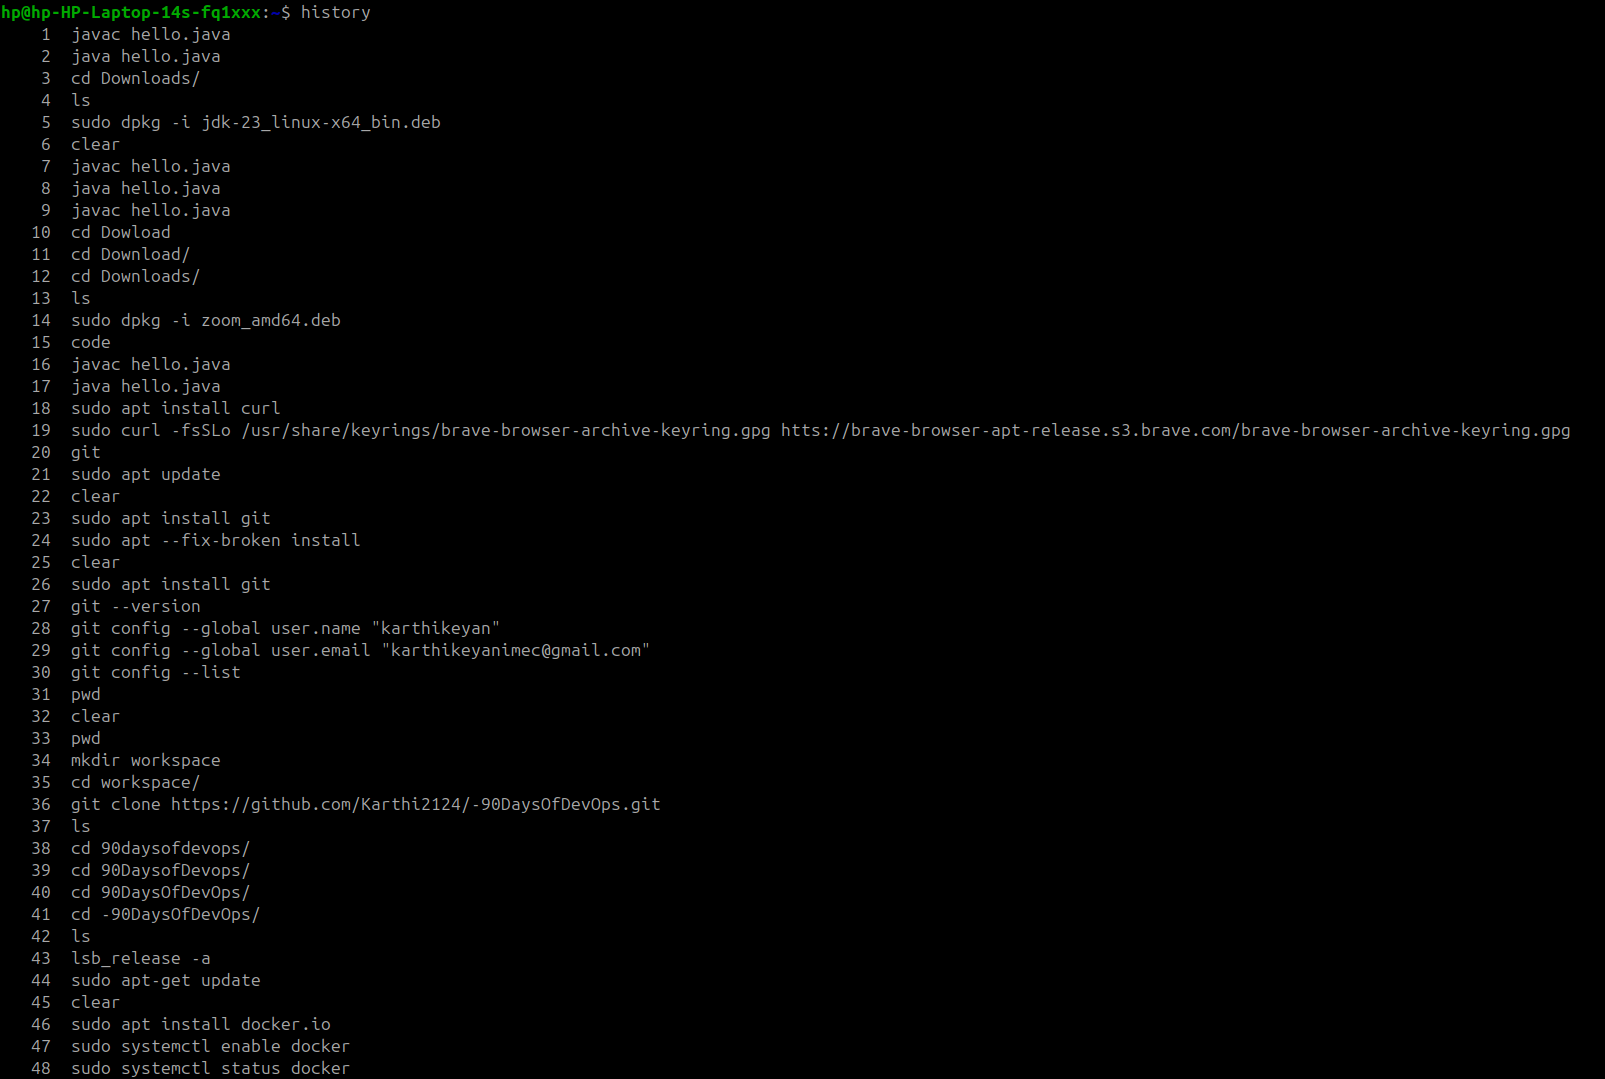 hp@hp-HP-Laptop-14s-fq1xxx:~$ history
1 javac hello.java
2 java hello.java
3 cd Downloads/
4 ls
5 sudo dpkg -i jdk-23_linux-x64_bin.deb
6 clear
7 javac hello.java
8 java hello.java
9 javac hello.java
10 cd Dowload
11 cd Download/
12 cd Downloads/
13 ls
14 sudo dpkg -i zoom_amd64.deb
15 code
16 javac hello.java
17 java hello.java
18 sudo apt install curl
19 sudo curl -fsSLo /usr/share/keyrings/brave-browser-archive-keyring.gpg htts://brave-browser-apt-release.s3.brave.com/brave-browser-archive-keyring.gpg
20 git
21 sudo apt update
22 clear
23 sudo apt install git
24 sudo apt --fix-broken install
25 clear
26 sudo apt install git
27 git --version
28 git config --global user.name "karthikeyan"
29 git config --global user.email "karthikeyanimec@gmail.com"
30 git config --list
31 pwd
32 clear
33 pwd
34 mkdir workspace
35 cd workspace/
36 git clone https://github.com/Karthi2124/-90DaysOfDevOps.git
37 ls
38 cd 90daysofdevops/
39 cd 90DaysofDevops/
40 cd 90DaysOfDevOps/
41 cd -90DaysOfDevOps/
42 ls
43 lsb_release -a
44 sudo apt-get update
45 clear
46 sudo apt install docker.io
47 sudo systemctl enable docker
48 sudo systemctl status docker